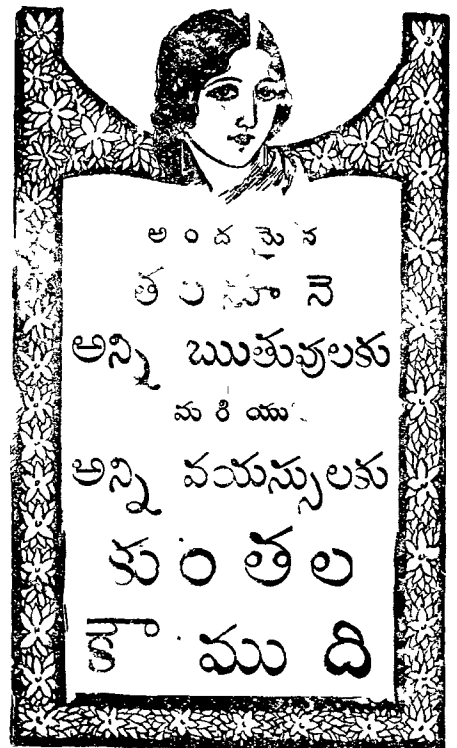 అందమైన
తలనూనె
అన్ని ఋతువులకు
మరియు
అన్ని వయస్సులకు
కుంతల
కౌముది